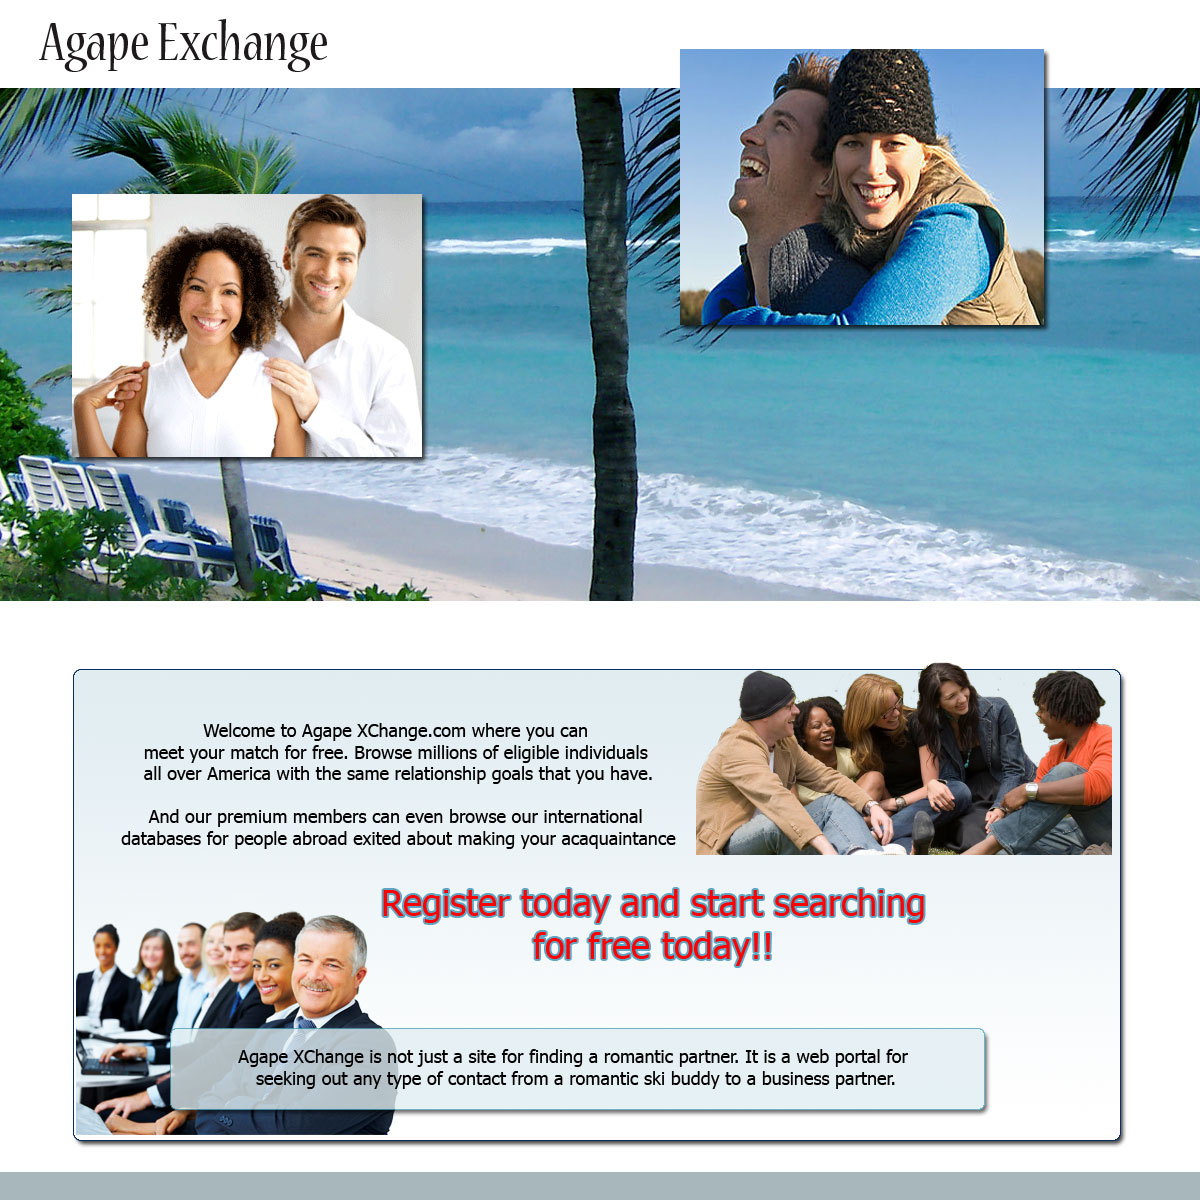 Agape Exchange
Welcome to Agape XChange.com where you can
meet your match for free. Browse millions of eligible individuals
all over America with the same relationship goals that you have.
And our premium members can even browse our international
databases for people abroad exited about making your acaquaintance
Register today and start searching
for free today!!
Agape XChange is not just a site for finding a romantic partner. It is a web portal for
seeking out any type of contact from a romantic ski buddy to a business partner.